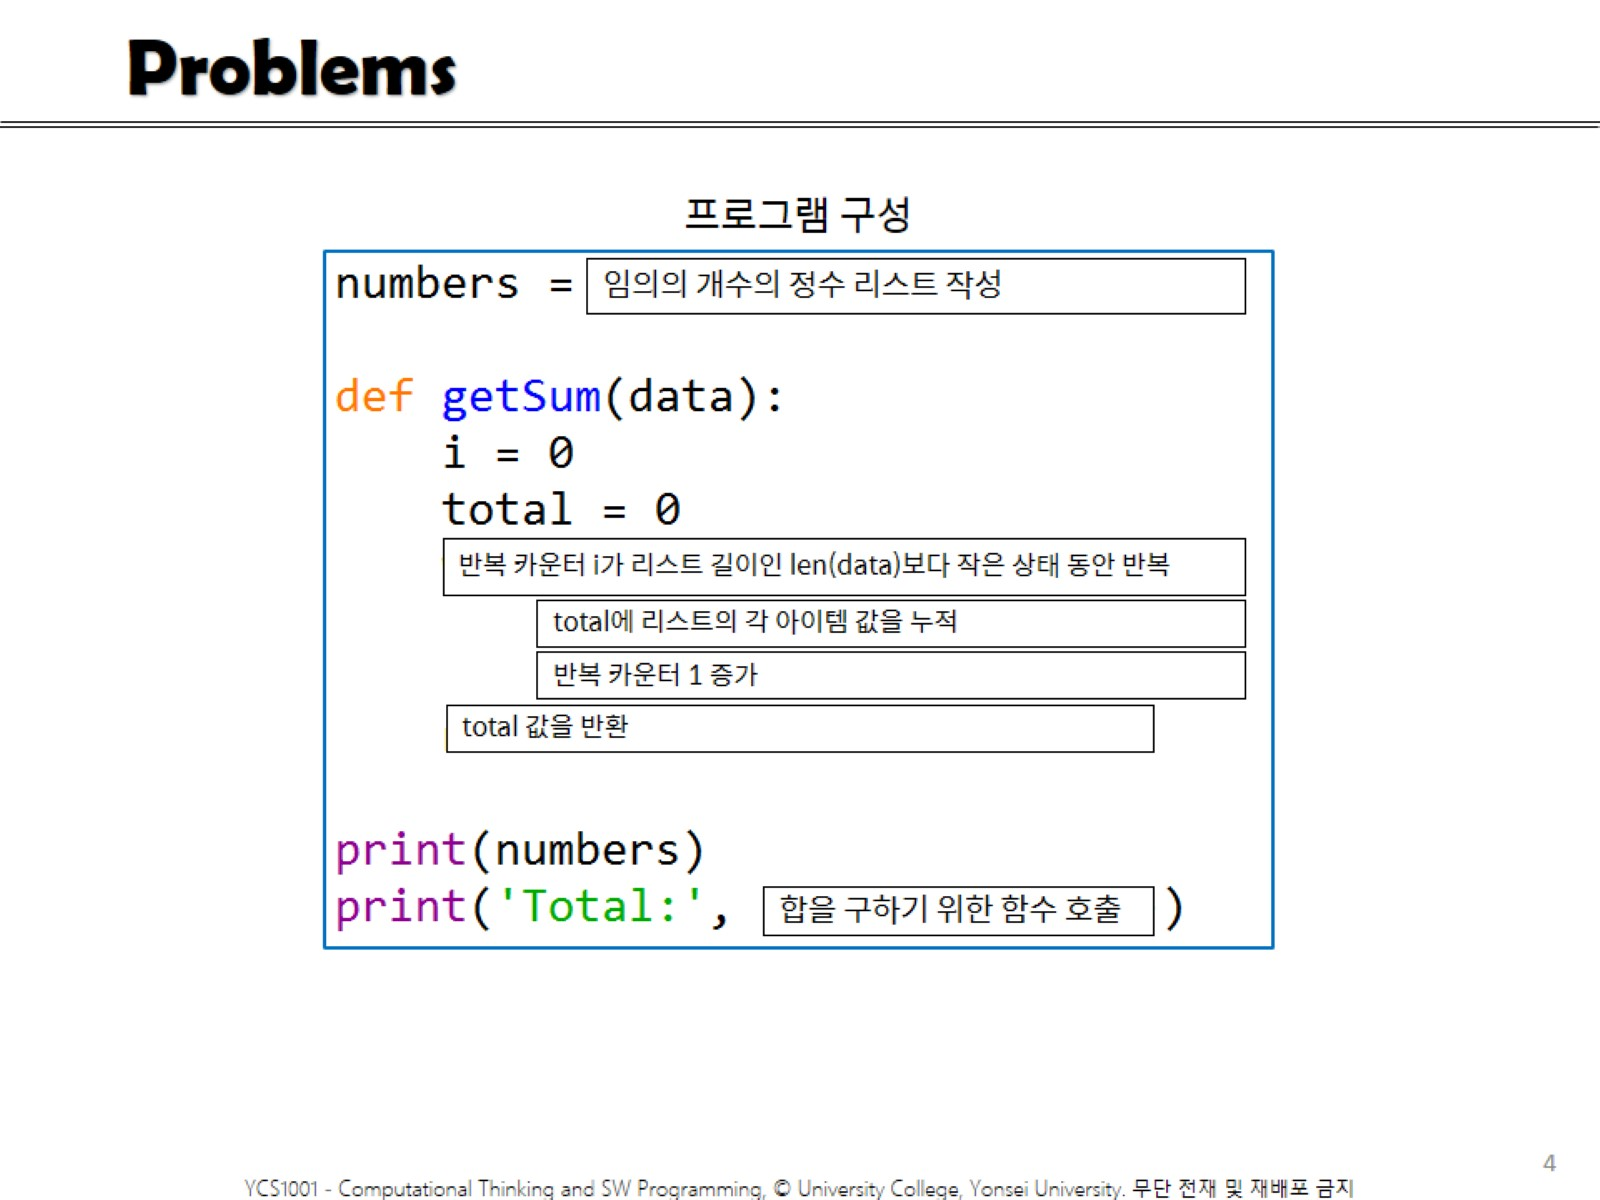 Problems
프로그램 구성
numbers = 임의의 개수의 정수 리스트 작성
def getSum(data):
i = 0
total = 0
반복 카운터 i가 리스트 길이인 len(data)보다 작은 상태 동안 반복
total에 리스트의 각 아이템 값을 누적
반복 카운터 1 증가
total 값을 반환
print(numbers)
print('Total:', 합을 구하기 위한 함수 호출 )
4
YCS1001 - Computational Thinking and SW Programming, © University College, Yonsei University. 무단 전재 및 재배포 금지